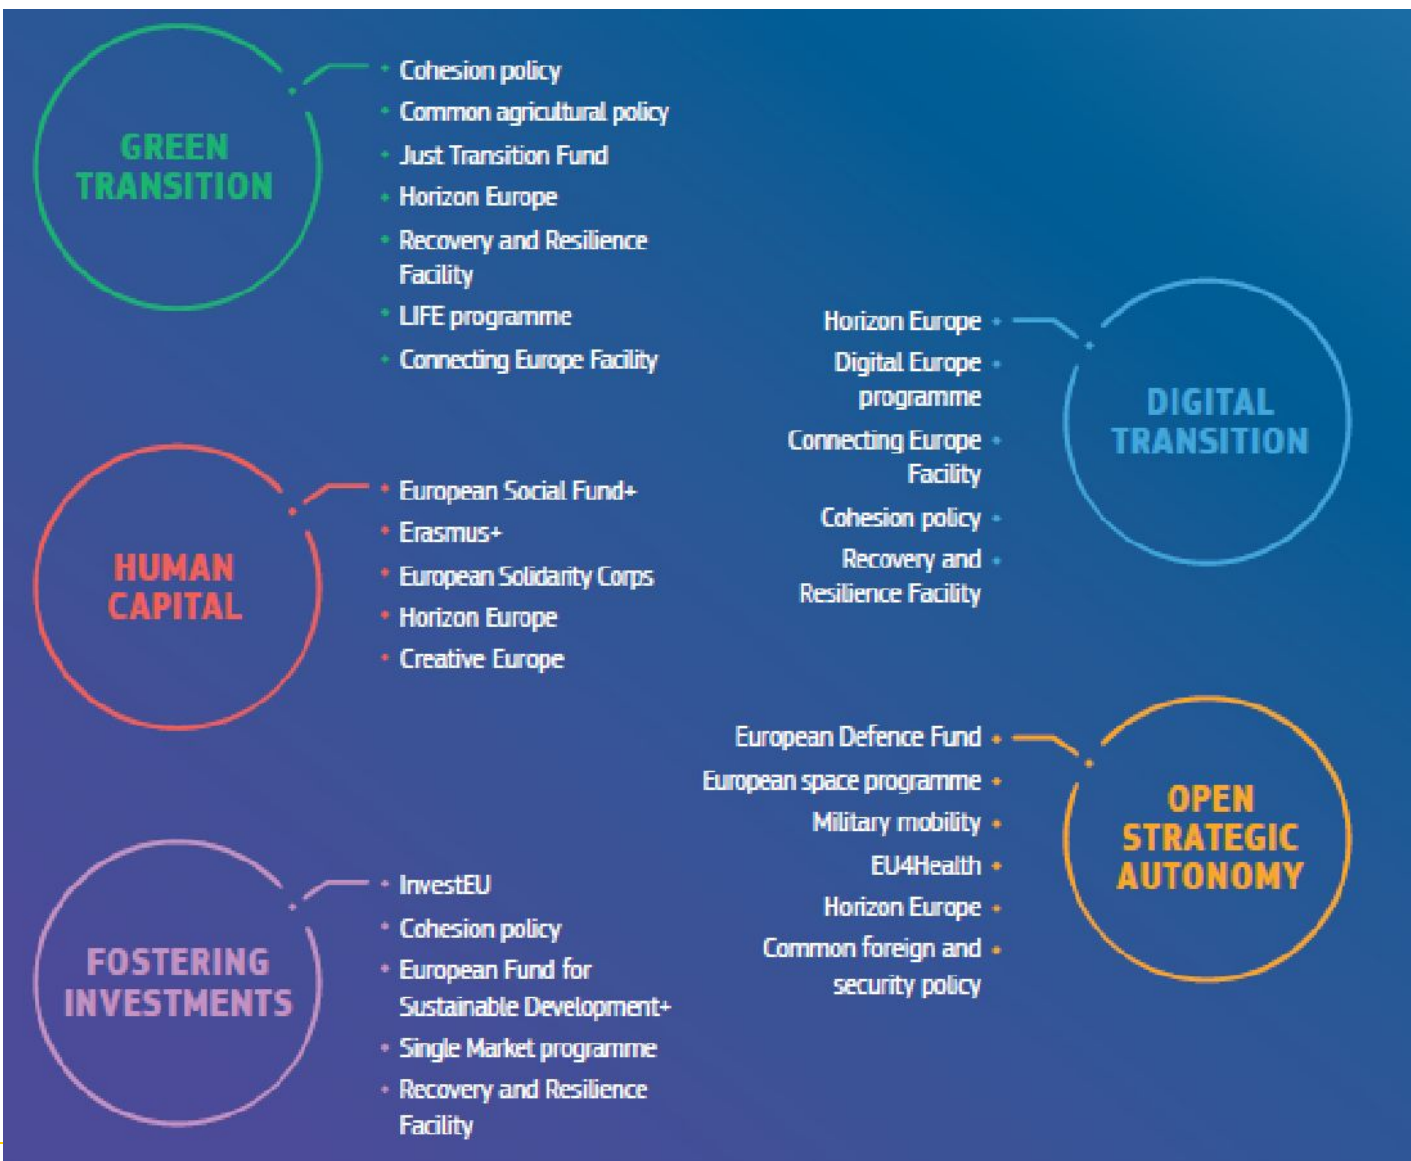 GREEN
TRANSITION
Cohesion policy
Common agricultural policy
Just Transition Fund
Horizon Europe
Recovery and Resilience
Facility
LIFE programme
Connecting Europe Facility
Horizon Europe
Digital Europe
programme
Connecting Europe
Facility
Cohesion policy
Recovery and
Resilience Facility
DIGITAL
TRANSITION
HUMAN
CAPITAL
European Social Fund+
Erasmus+
European Solidarity Corps
Horizon Europe
Creative Europe
European Defence Fund
European space programme
Military mobility
EU4Health
Horizon Europe
Common foreign and
security policy
OPEN
STRATEGIC
AUTONOMY
FOSTERING
INVESTMENTS
InvestEU
Cohesion policy
European Fund for
Sustainable Development+
Single Market programme
Recovery and Resilience
Facility